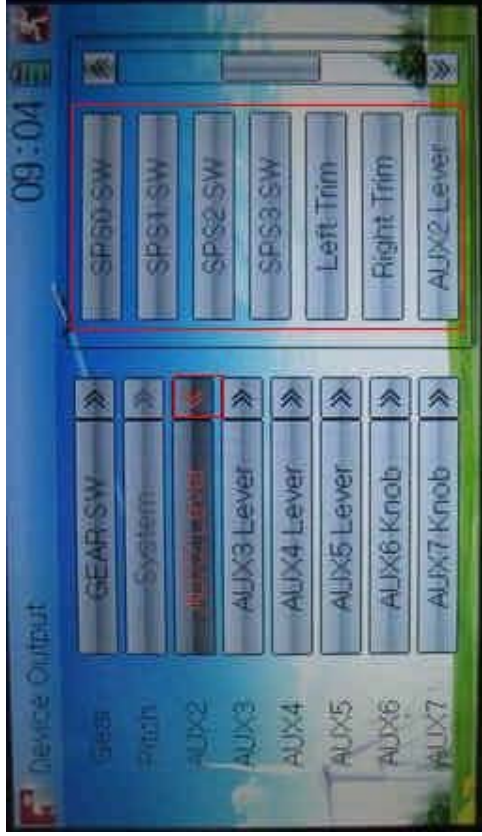 Device Output 09:04
Gear GEAR SW
Pitch System
AUX2
AUX3 AUX3 Lever
AUX4 AUX4 Lever
AUX5 AUX5 Lever
AUX6 AUX6 Knob
AUX7 AUX7 Knob
SPS0 SW
SPS1 SW
SPS2 SW
SPS3 SW
Left Trim
Right Trim
AUX2 Lever